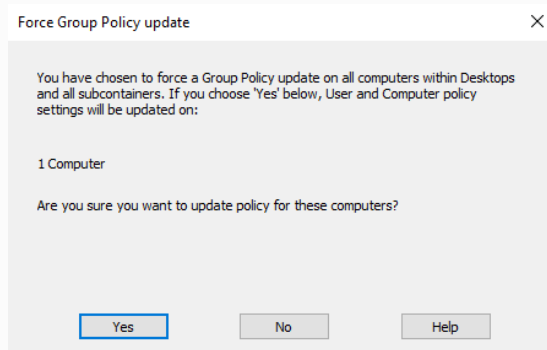 Force Group Policy update
You have chosen to force a Group Policy update on all computers within Desktops
and all subcontainers. If you choose 'Yes' below, User and Computer policy
settings will be updated on:
1 Computer
Are you sure you want to update policy for these computers?
Yes No Help